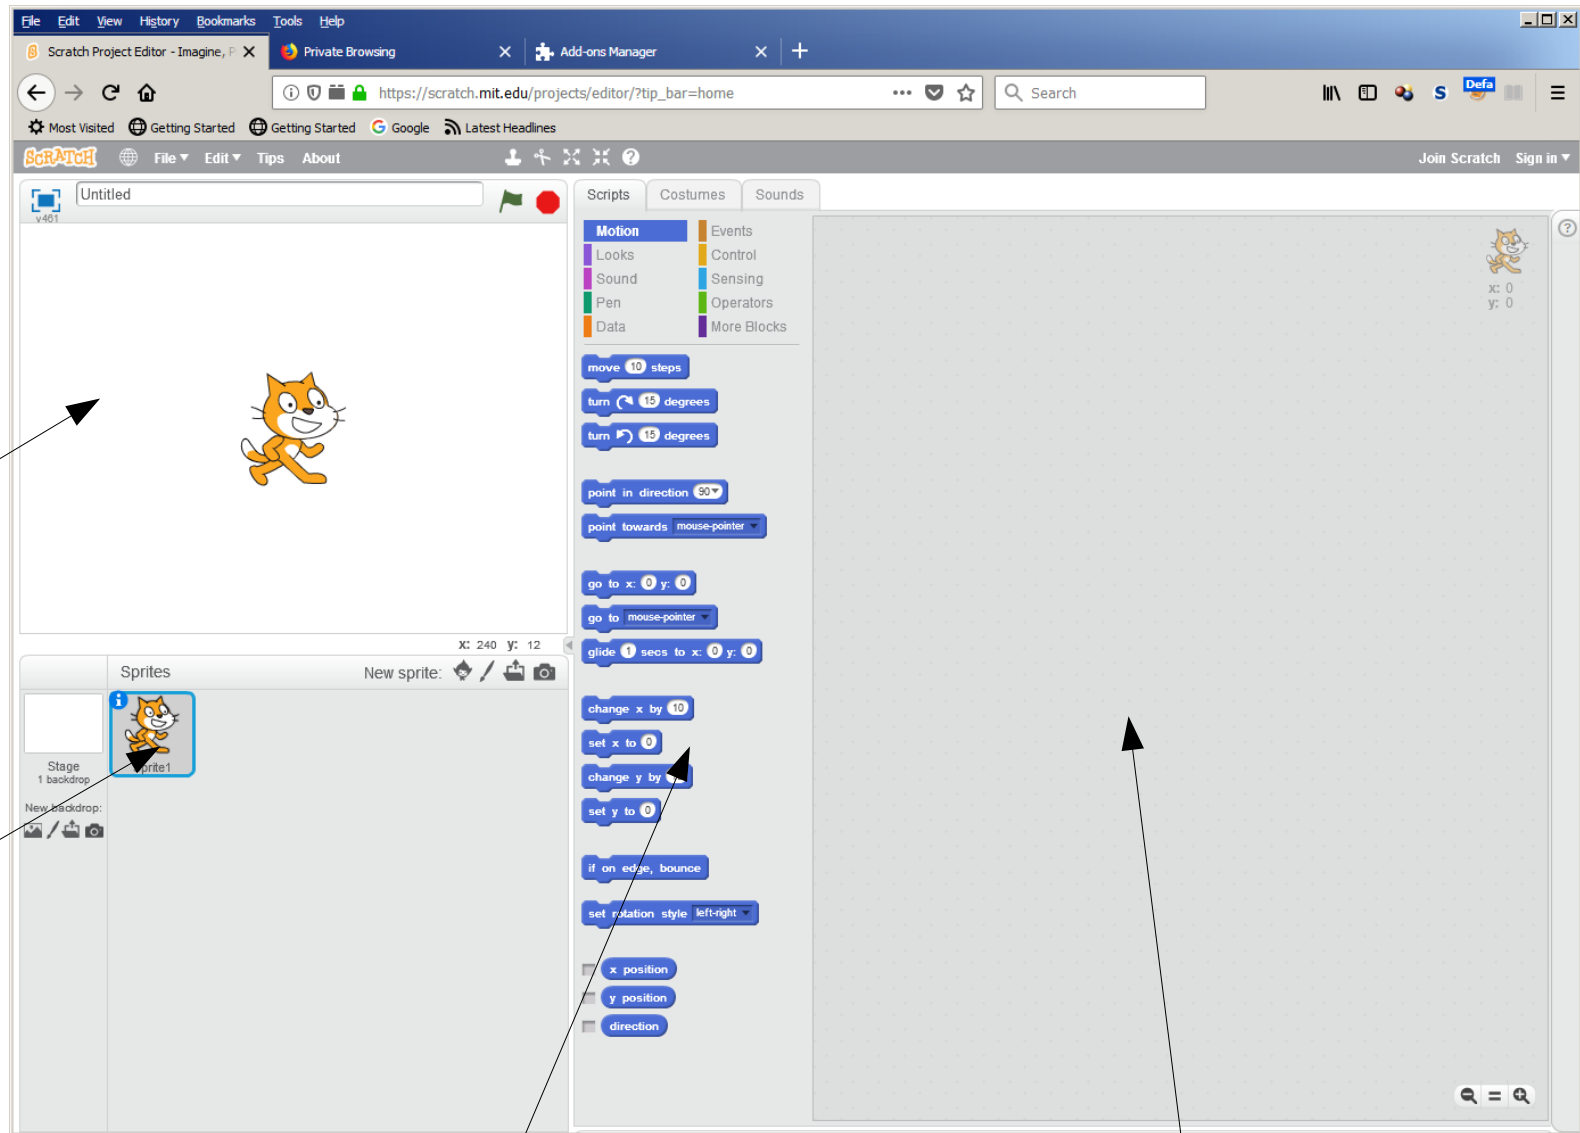 File Edit View History Bookmarks Tools Help
Scratch Project Editor - Imagine, P
Private Browsing
Add-ons Manager
https://scratch.mit.edu/projects/editor/?tip_bar=home
Search
S
Defa
Most Visited Getting Started Getting Started Google Latest Headlines
SCRATCH File Edit Tips About
Join Scratch Sign in
v461
Untitled
x: 240 y: 12
Sprites New sprite:
Stage
1 backdrop
New backdrop:
Scripts Costumes Sounds
Motion Events
Looks Control
Sound Sensing
Pen Operators
Data More Blocks
move 10 steps
turn 15 degrees
turn 15 degrees
point in direction 90
point towards mouse-pointer
go to x: 0 y: 0
go to mouse-pointer
glide 1 secs to x: 0 y: 0
change x by 10
set x to 0
change y by
set y to 0
if on edge, bounce
set rotation style left-right
x position
y position
direction
x: 0
y: 0